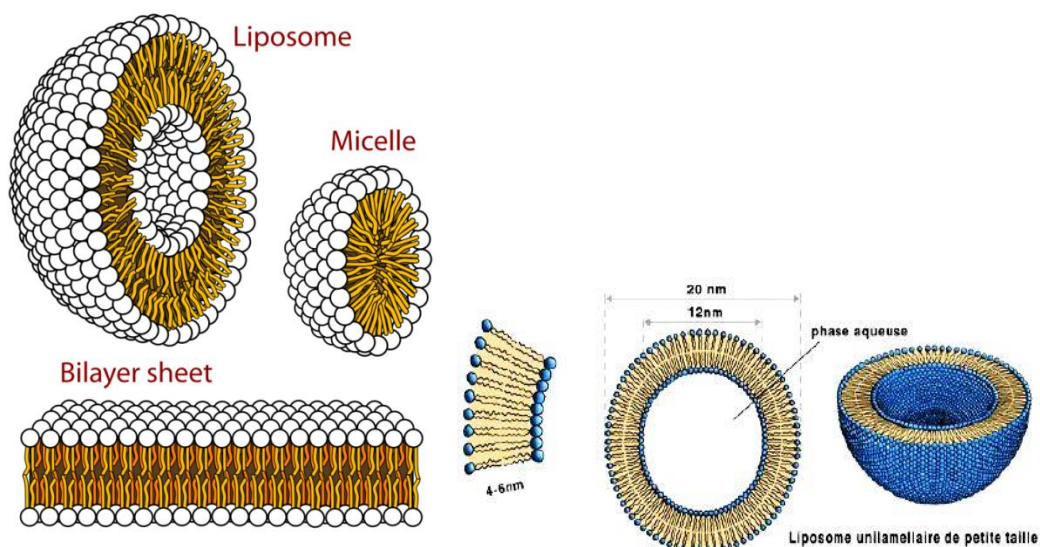 Liposome
Micelle
Bilayer sheet
20 nm
12nm
phase aqueuse
4-6nm
Liposome unilamellaire de petite taille